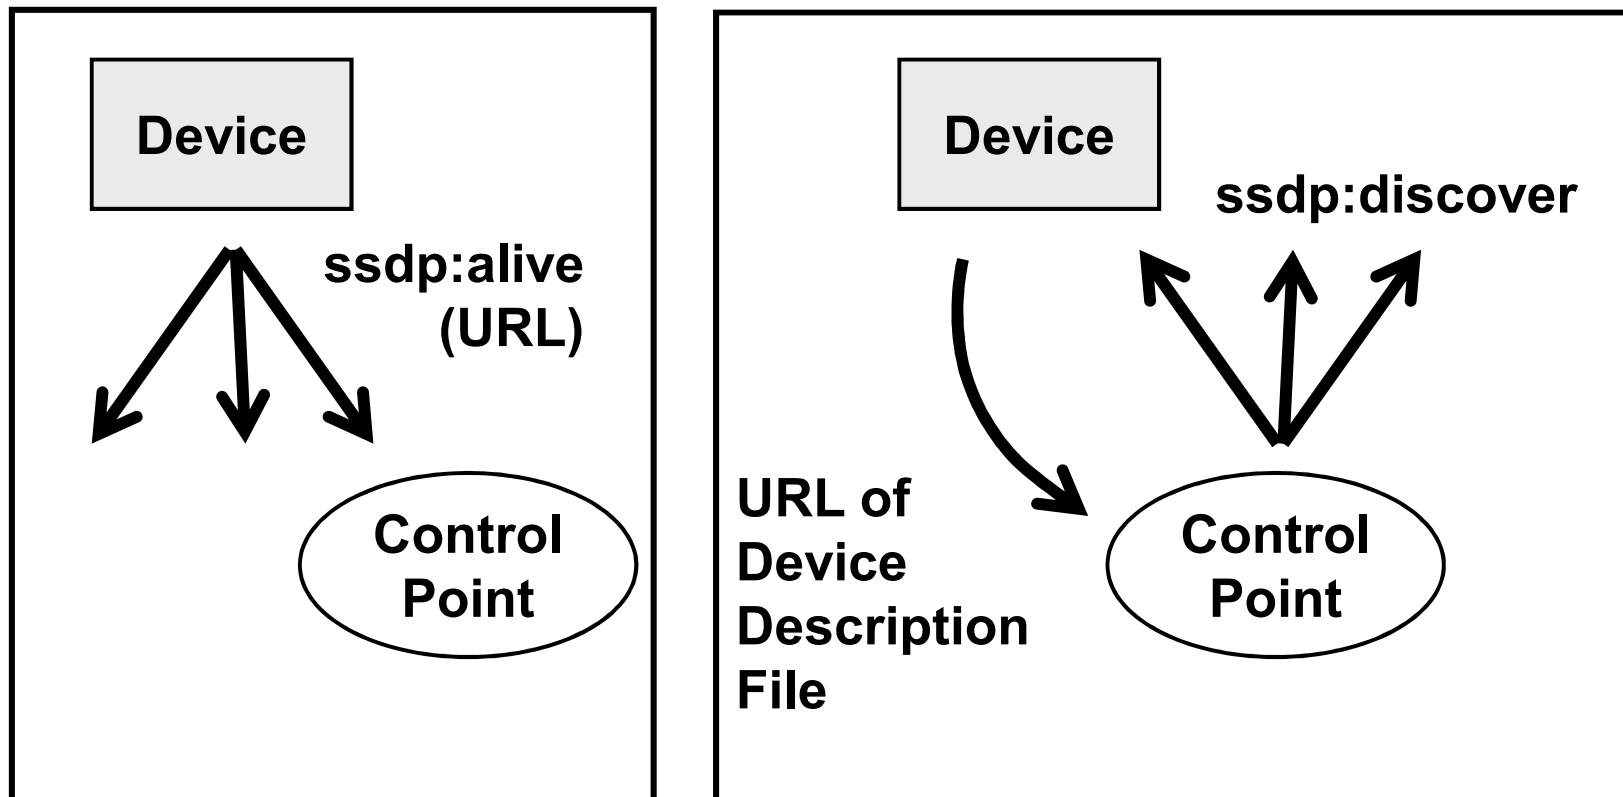 Device
ssdp:alive
(URL)
Control
Point
Device
ssdp:discover
URL of
Device
Description
File
Control
Point